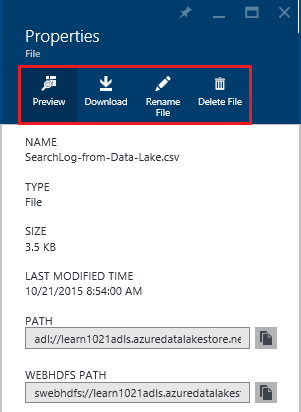 Properties
File
Preview
Download
Rename File
Delete File
NAME
SearchLog-from-Data-Lake.csv
TYPE
File
SIZE
3.5 KB
LAST MODIFIED TIME
10/21/2015 8:54:00 AM
PATH
adl://learn1021adls.azuredatalakestore.ne
WEBHDFS PATH
swebhdfs://learn1021adls.azuredatalakes